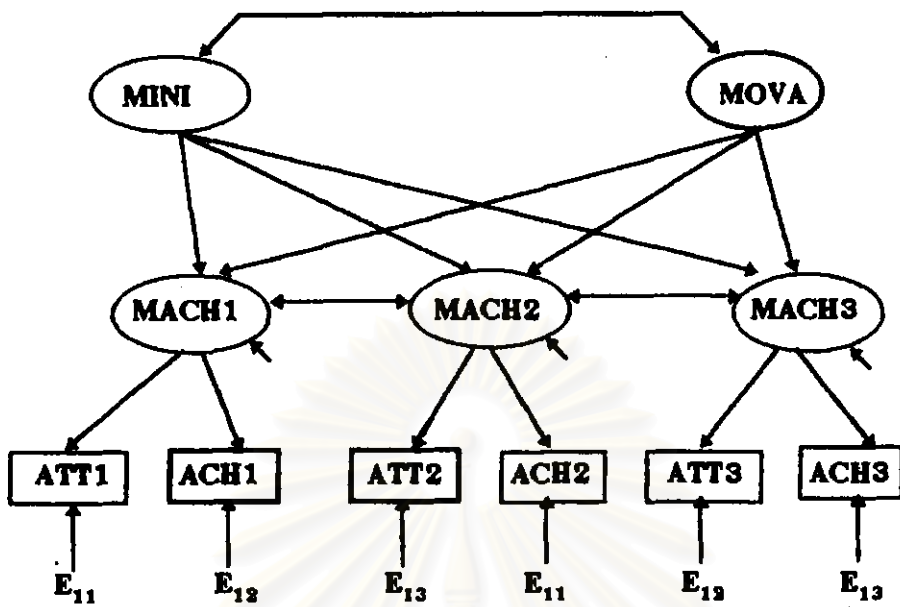 MINI MOVA
MACH1 MACH2 MACH3
ATT1 ACH1 ATT2 ACH2 ATT3 ACH3
E11 E12 E13 E11 E12 E13